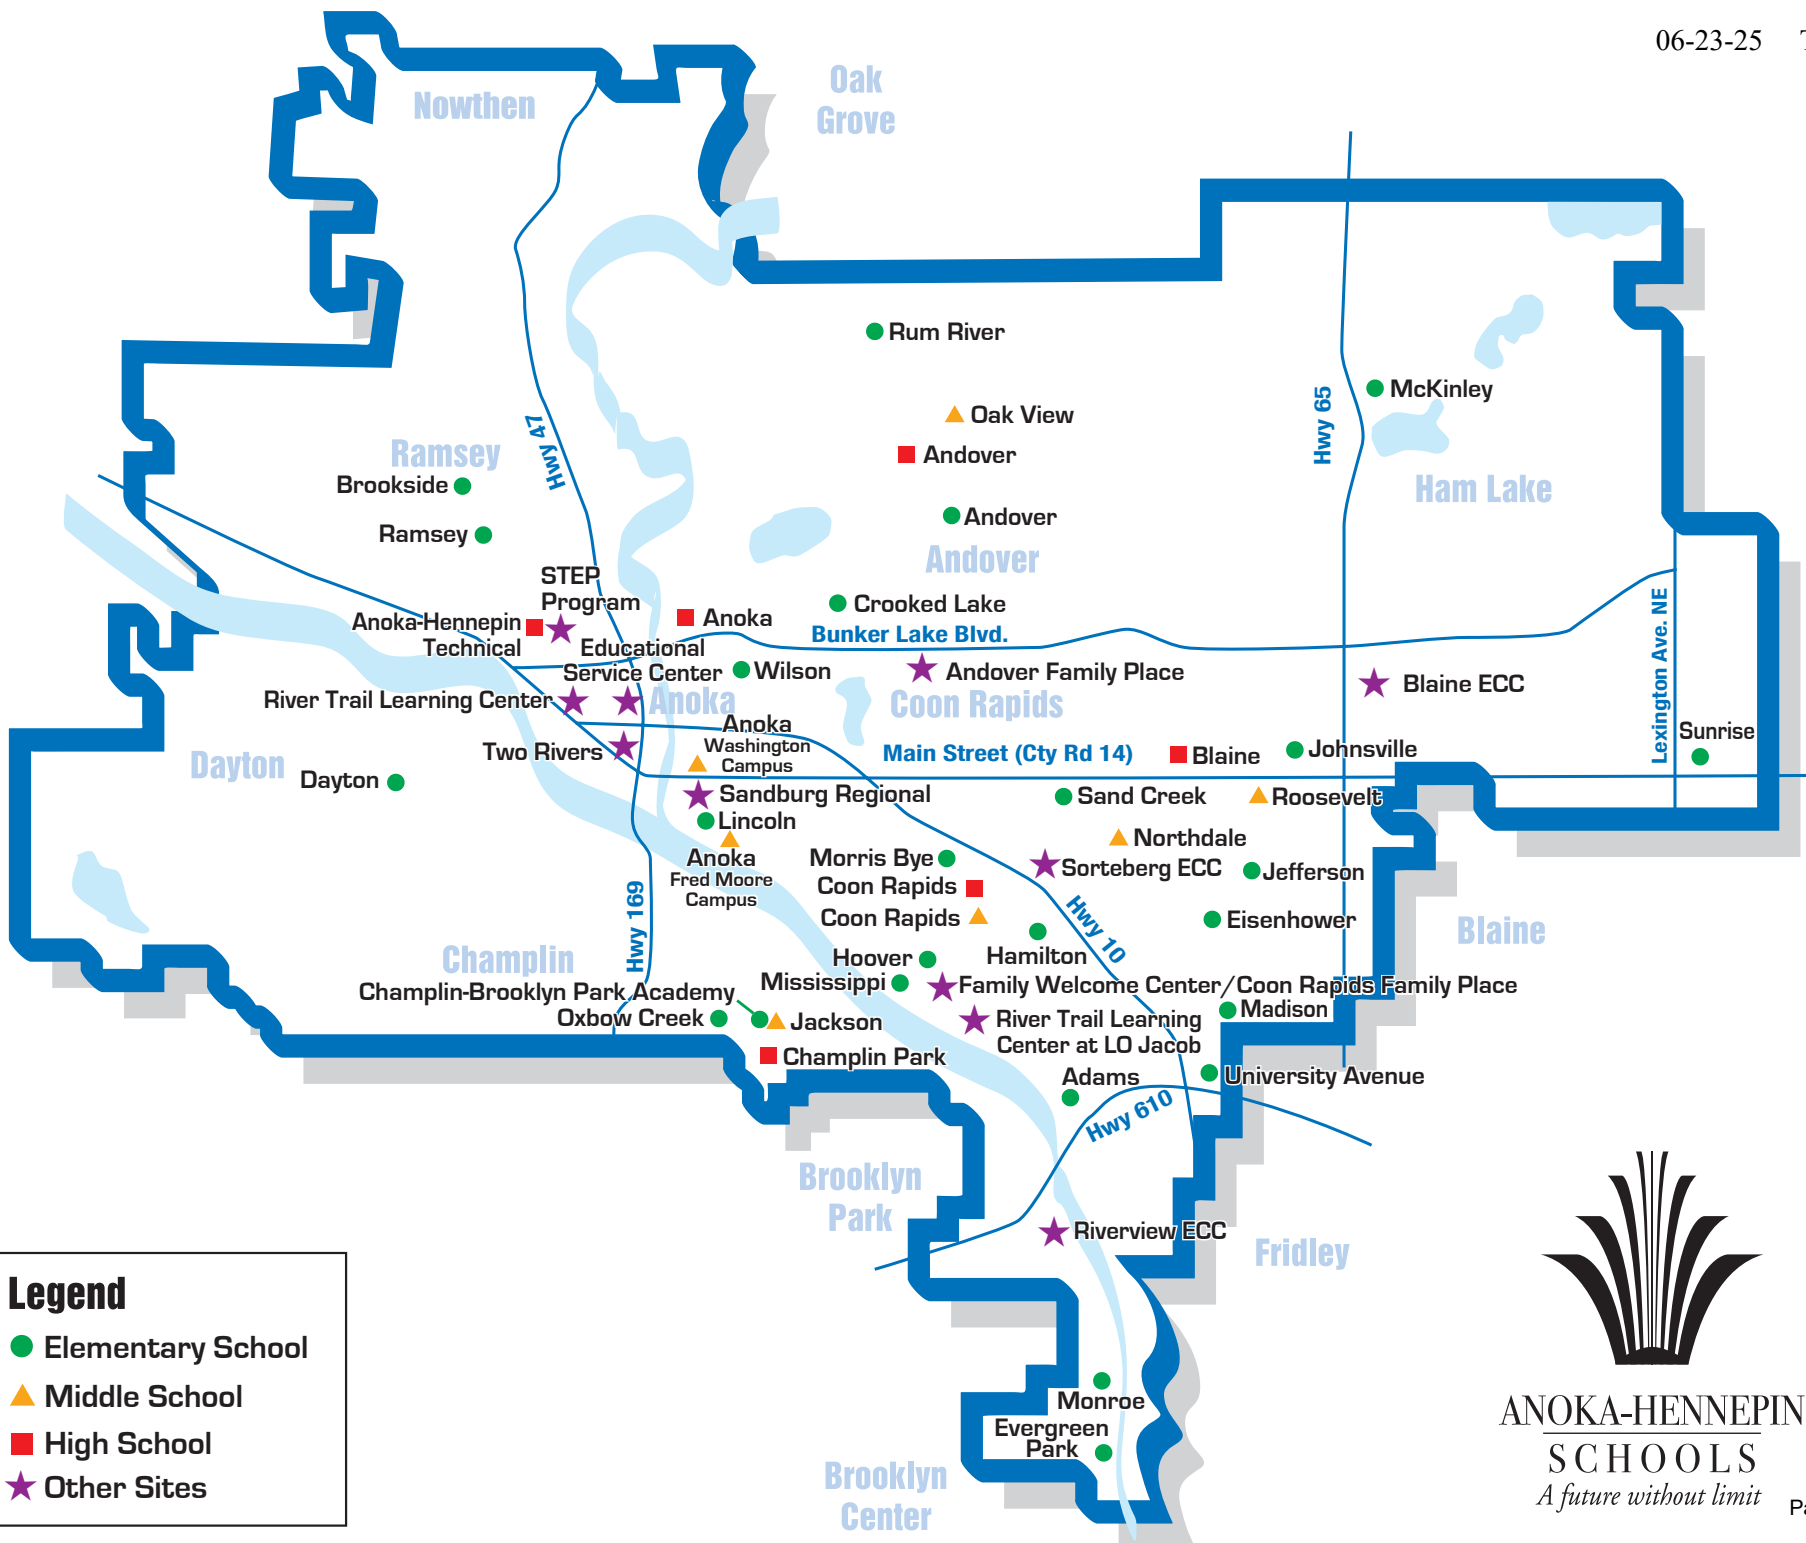 06-23-25
Oak
Grove
Nowthen
Rum River
McKinley
Hwy 65
Oak View
Hwy 47
Ramsey
Andover
Brookside
Ham Lake
Andover
Ramsey
Andover
STEP
Program
Crooked Lake
Anoka-Hennepin
Technical
Anoka
Bunker Lake Blvd.
Educational
Service Center
Wilson
Andover Family Place
Blaine ECC
Lexington Ave. NE
River Trail Learning Center
Anoka
Coon Rapids
Anoka
Washington
Campus
Sunrise
Two Rivers
Main Street (Cty Rd 14)
Blaine
Johnsville
Dayton
Dayton
Sandburg Regional
Sand Creek
Roosevelt
Lincoln
Northdale
Anoka
Fred Moore
Campus
Morris Bye
Sorteberg ECC
Jefferson
Coon Rapids
Coon Rapids
Eisenhower
Blaine
Hwy 169
Hwy 10
Champlin
Hoover
Hamilton
Mississippi
Family Welcome Center/Coon Rapids Family Place
Champlin-Brooklyn Park Academy
Madison
Oxbow Creek
Jackson
River Trail Learning
Center at LO Jacob
Champlin Park
Adams
University Avenue
Hwy 610
Brooklyn
Park
Riverview ECC
Fridley
Legend
Elementary School
Middle School
High School
Other Sites
Monroe
Evergreen
Park
Brooklyn
Center
ANOKA-HENNEPIN
SCHOOLS
A future without limit